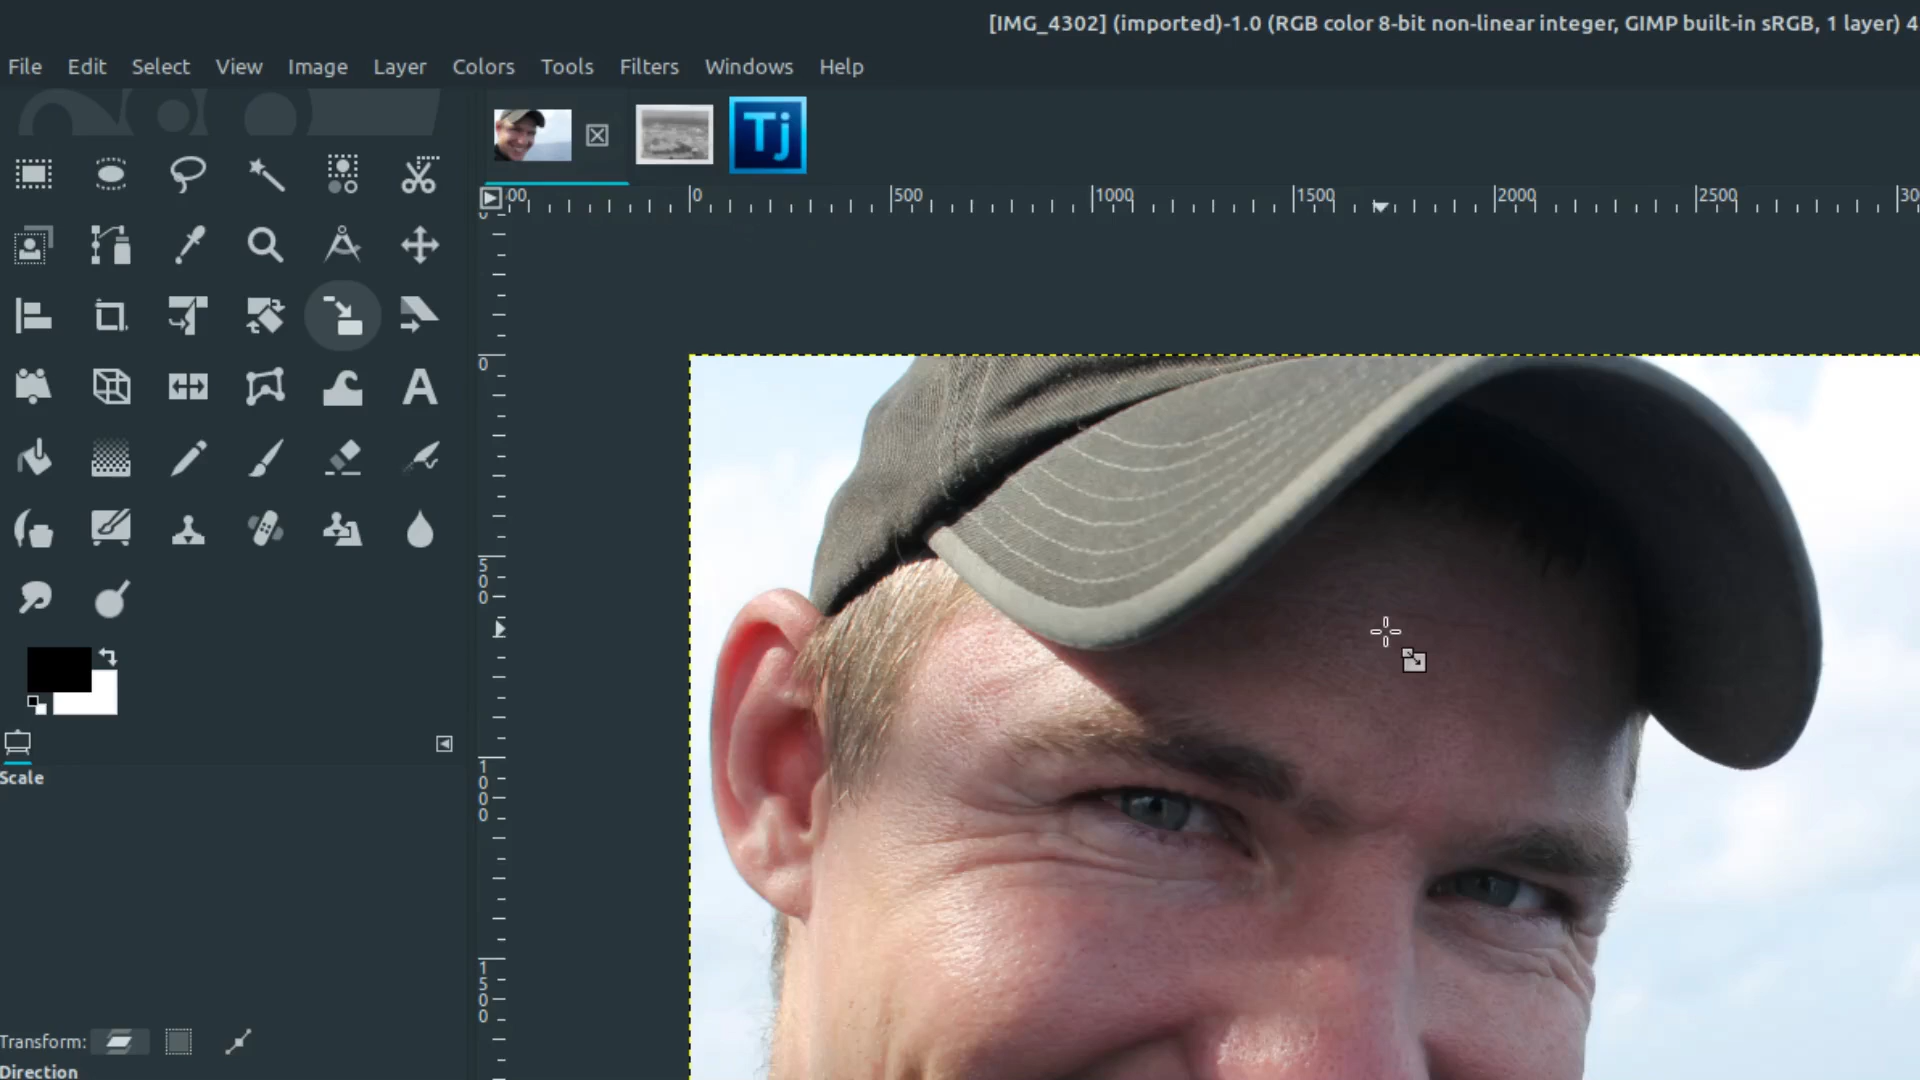 [IMG_4302] (imported)-1.0 (RGB color 8-bit non-linear integer, GIMP built-in sRGB, 1 layer) 4
File Edit Select View Image Layer Colors Tools Filters Windows Help
Tj
00 0 500 1000 1500 2000 2500 30
0
500
1000
1500
A
Scale
Transform:
Direction